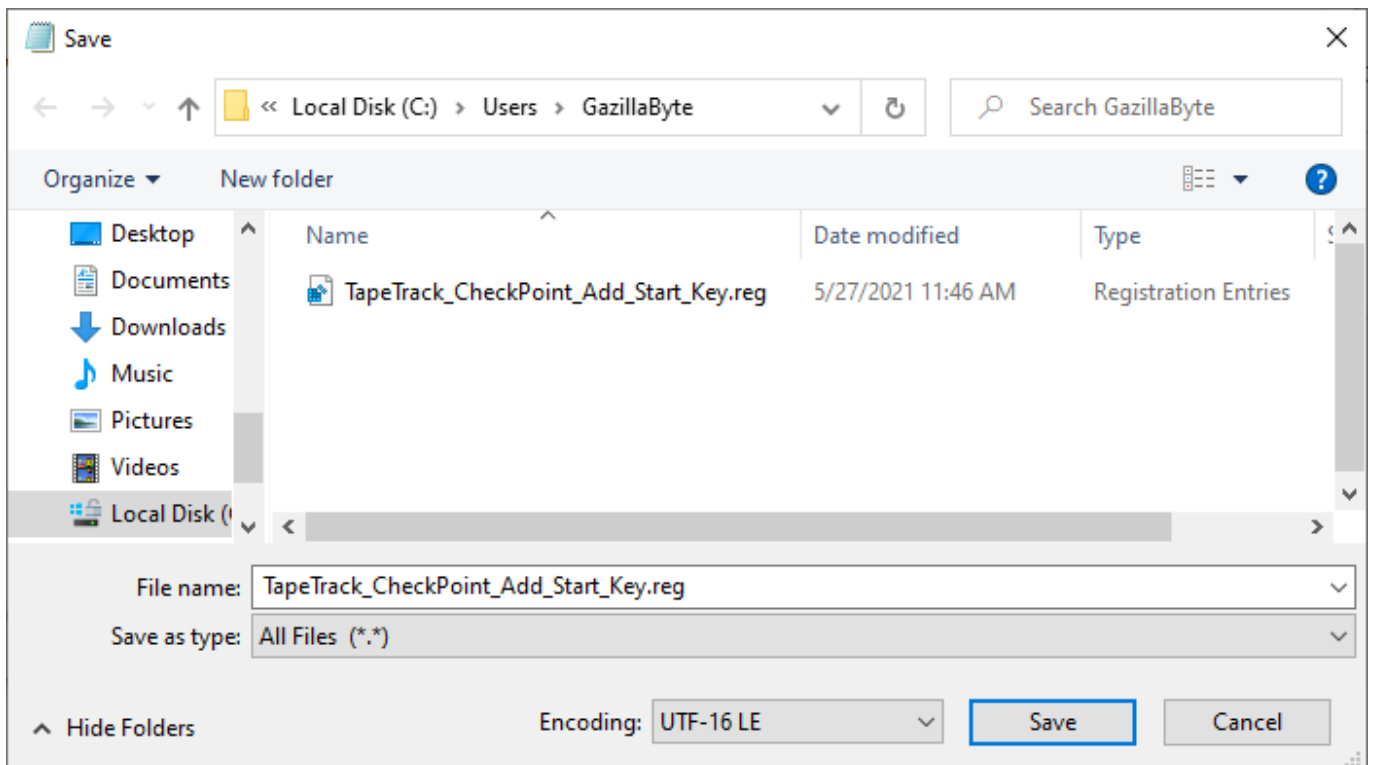 Save
« Local Disk (C:) > Users > GazillaByte
Search GazillaByte
Organize
New folder
?
Name
Date modified
Type
Desktop
Documents
Downloads
Music
Pictures
Videos
Local Disk (
TapeTrack_CheckPoint_Add_Start_Key.reg 5/27/2021 11:46 AM Registration Entries
File name: TapeTrack_CheckPoint_Add_Start_Key.reg
Save as type: All Files (*.*)
Hide Folders
Encoding: UTF-16 LE
Save
Cancel